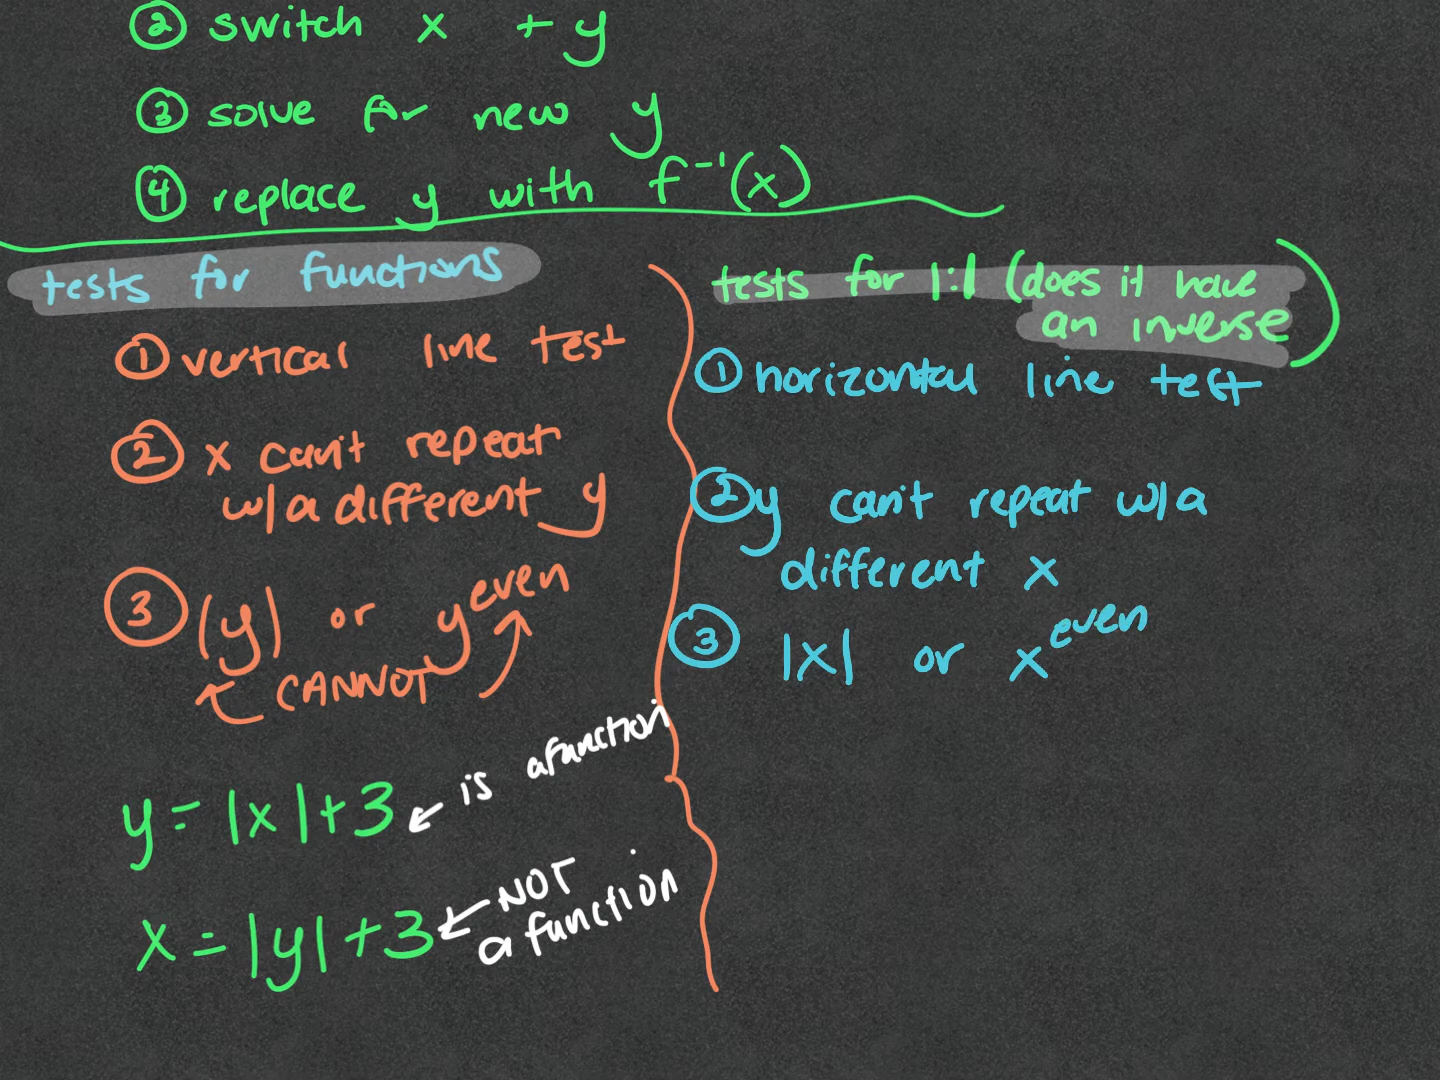 ② switch x + y
③ solve for new y
④ replace y with f⁻¹(x)
tests for functions
① vertical line test
② x can't repeat
w/ a different y
③ |y| or y^even
CANNOT
y = |x| + 3 ← is a function
x = |y| + 3 ← NOT
a function
tests for 1:1 (does it have
an inverse)
① horizontal line test
② y can't repeat w/ a
different x
③ |x| or x^even